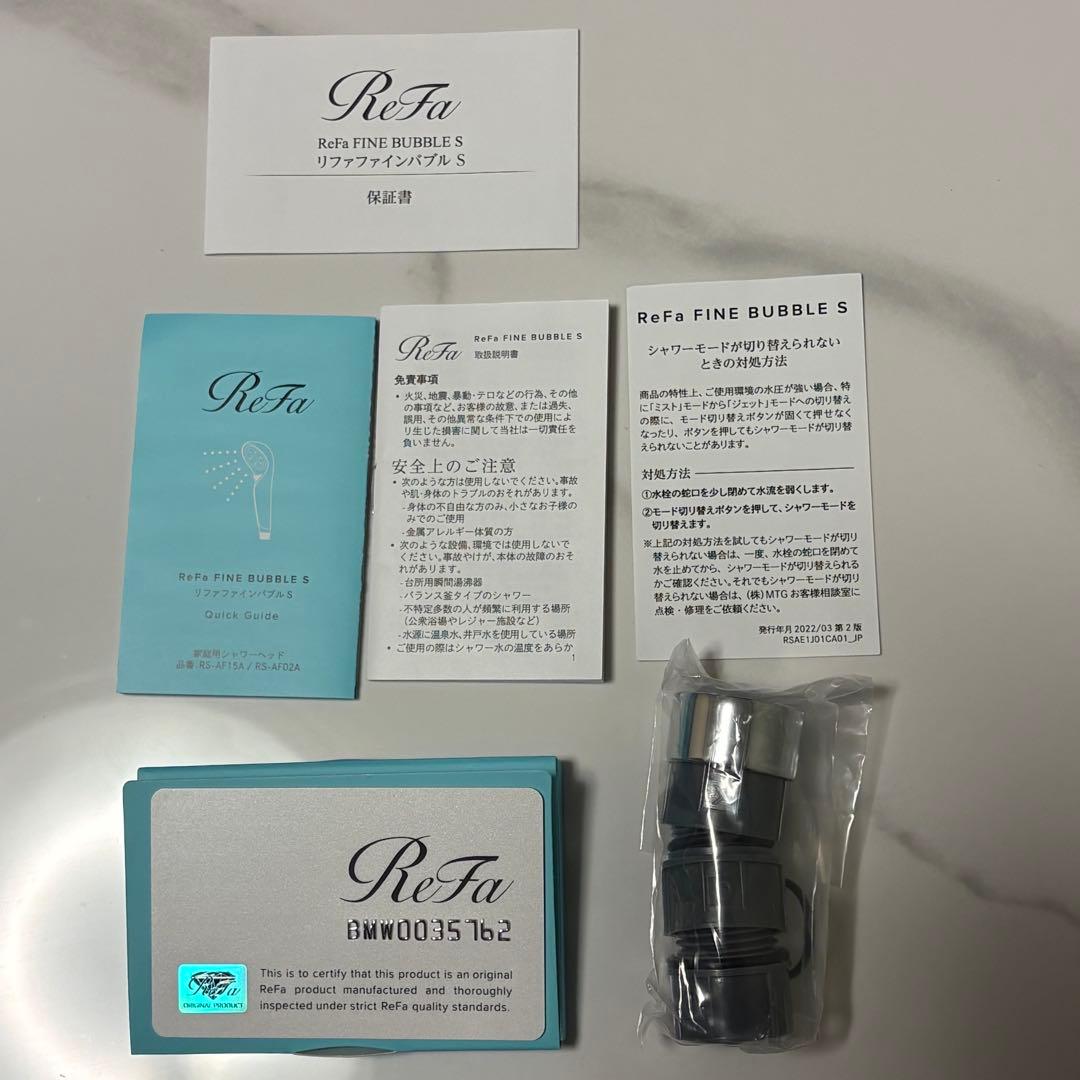 ReFa
ReFa FINE BUBBLE S
リファファインバブル S
保証書
ReFa
ReFa FINE BUBBLE S
リファファインバブル S
Quick Guide
家庭用シャワーヘッド
品番：RS-AF15A / RS-AF02A
ReFa
ReFa FINE BUBBLE S
取扱説明書
免責事項
• 火災、地震、暴動・テロなどの行為、その他
の事項など、お客様の故意、または過失、
誤用、その他異常な条件下での使用によ
り生じた損害に関して当社は一切責任を
負いません。
安全上のご注意
• 次のような方は使用しないでください。事故
や肌・身体のトラブルのおそれがあります。
-身体の不自由な方のみ、小さなお子様の
みでのご使用
-金属アレルギー体質の方
• 次のような設備、環境では使用しないで
ください。事故やけが、本体の故障のおそ
れがあります。
-台所用瞬間湯沸器
-バランス釜タイプのシャワー
-不特定多数の人が頻繁に利用する場所
（公衆浴場やレジャー施設など）
-水源に温泉水、井戸水を使用している場所
• ご使用の際はシャワー水の温度をあらか
1
ReFa FINE BUBBLE S
シャワーモードが切り替えられない
ときの対処方法
商品の特性上、ご使用環境の水圧が強い場合、特
に「ミスト」モードから「ジェット」モードへの切り替え
の際に、モード切り替えボタンが固くて押せなく
なったり、ボタンを押してもシャワーモードが切り替
えられないことがあります。
対処方法
①水栓の蛇口を少し閉めて水流を弱くします。
②モード切り替えボタンを押して、シャワーモードを
切り替えます。
※上記の対処方法を試してもシャワーモードが切り
替えられない場合は、一度、水栓の蛇口を閉めて
水を止めてから、シャワーモードが切り替えられる
かご確認ください。それでもシャワーモードが切り
替えられない場合は、(株)MTG お客様相談室に
点検・修理をご依頼ください。
発行年月 2022/03 第2版
RSAE1J01CA01_JP
ReFa
BMW0035762
ReFa
ORIGINAL PRODUCT
This is to certify that this product is an original
ReFa product manufactured and thoroughly
inspected under strict ReFa quality standards.